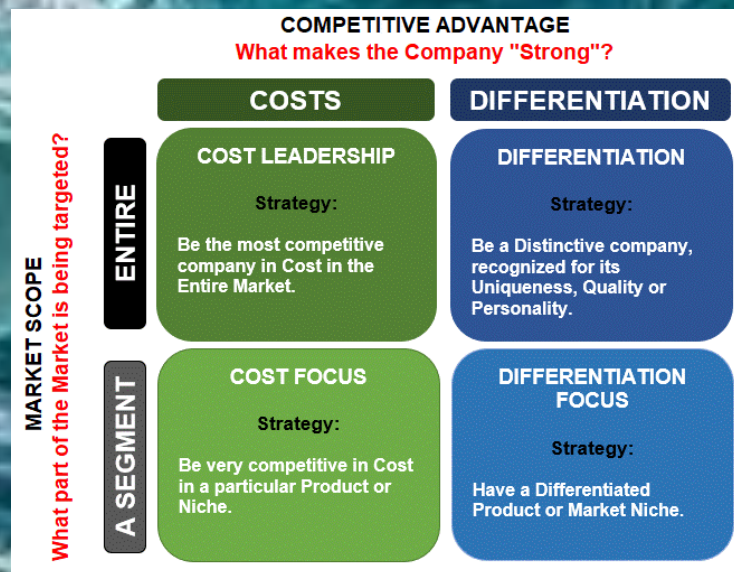 COMPETITIVE ADVANTAGE
What makes the Company "Strong"?
COSTS
DIFFERENTIATION
MARKET SCOPE
What part of the Market is being targeted?
ENTIRE
COST LEADERSHIP
Strategy:
Be the most competitive
company in Cost in the
Entire Market.
DIFFERENTIATION
Strategy:
Be a Distinctive company,
recognized for its
Uniqueness, Quality or
Personality.
A SEGMENT
COST FOCUS
Strategy:
Be very competitive in Cost
in a particular Product or
Niche.
DIFFERENTIATION
FOCUS
Strategy:
Have a Differentiated
Product or Market Niche.